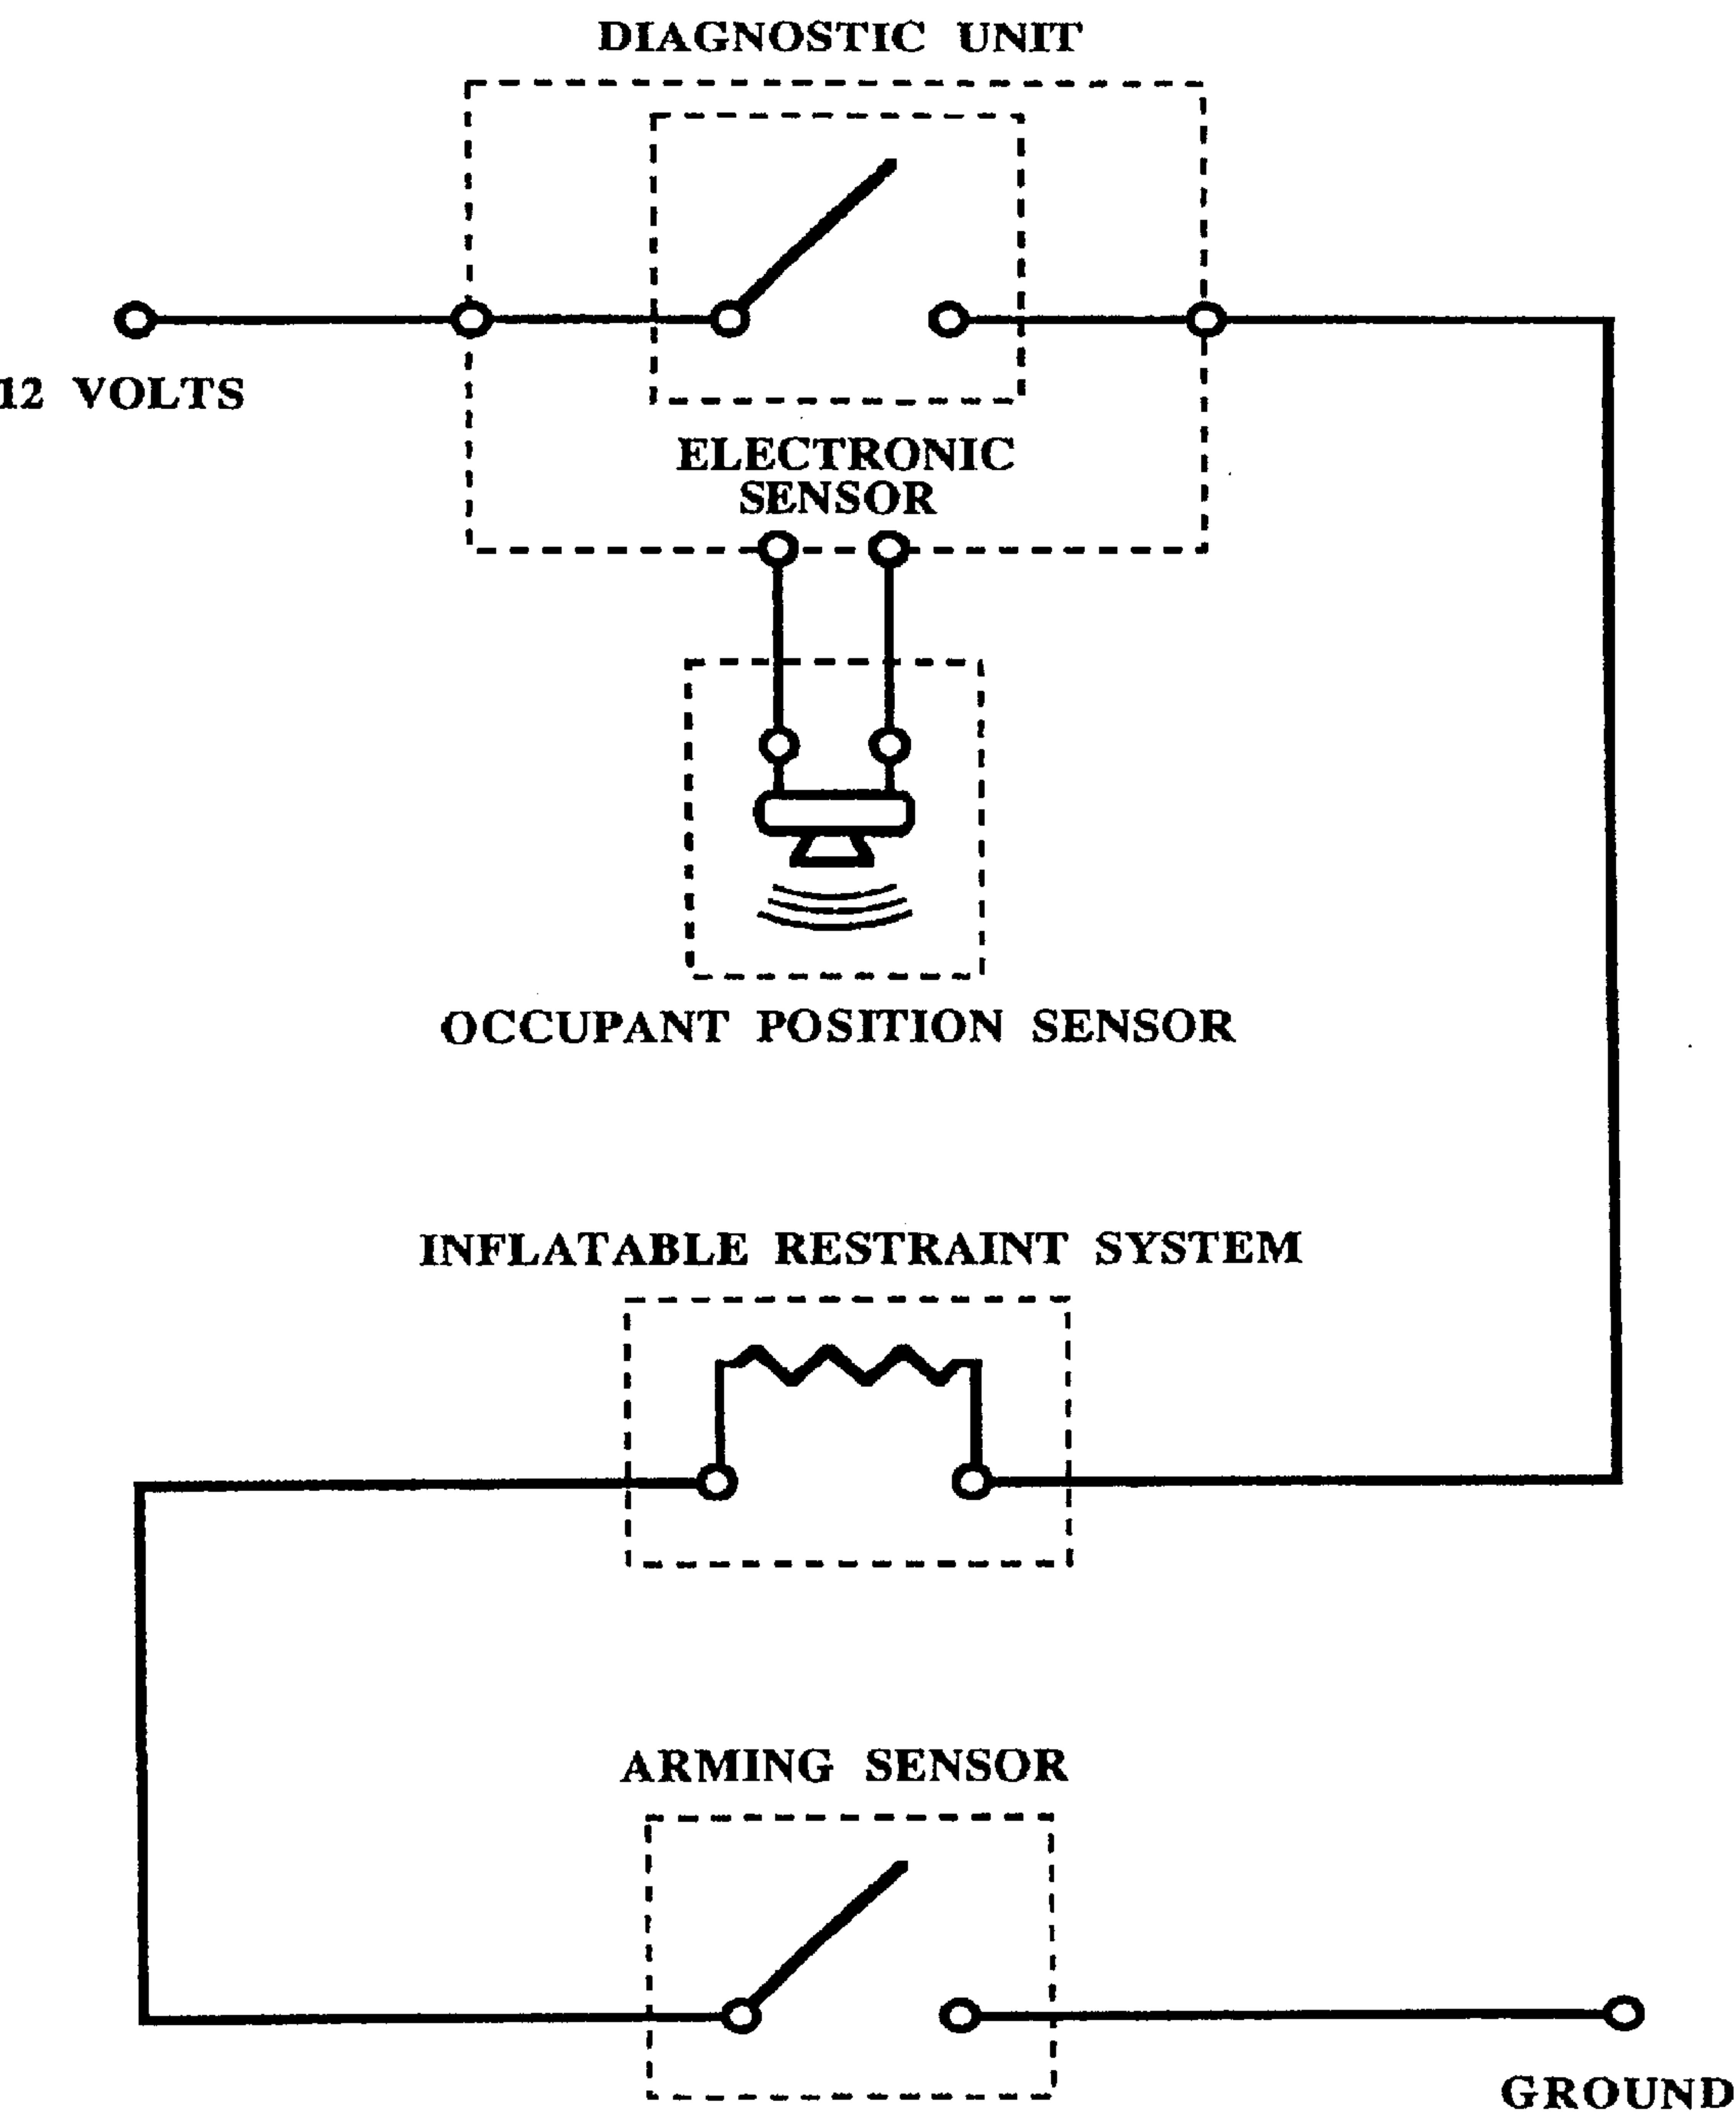 DIAGNOSTIC UNIT
12 VOLTS
ELECTRONIC
SENSOR
OCCUPANT POSITION SENSOR
INFLATABLE RESTRAINT SYSTEM
ARMING SENSOR
GROUND